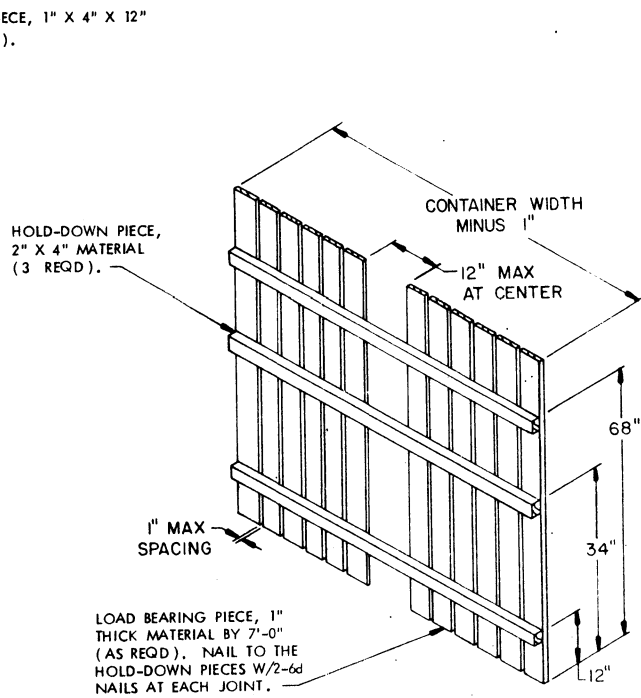 ECE, 1" X 4" X 12"
).
CONTAINER WIDTH
MINUS 1"
HOLD-DOWN PIECE,
2" X 4" MATERIAL
(3 REQD).
12" MAX
AT CENTER
68"
1" MAX
SPACING
34"
LOAD BEARING PIECE, 1"
THICK MATERIAL BY 7'-0"
(AS REQD). NAIL TO THE
HOLD-DOWN PIECES W/2-6d
NAILS AT EACH JOINT.
12"